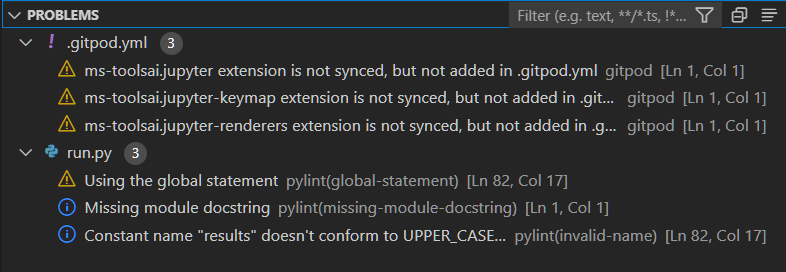 PROBLEMS Filter (e.g. text, **/*.ts, !*...
.gitpod.yml 3
ms-toolsai.jupyter extension is not synced, but not added in .gitpod.yml gitpod [Ln 1, Col 1]
ms-toolsai.jupyter-keymap extension is not synced, but not added in .git... gitpod [Ln 1, Col 1]
ms-toolsai.jupyter-renderers extension is not synced, but not added in .g... gitpod [Ln 1, Col 1]
run.py 3
Using the global statement pylint(global-statement) [Ln 82, Col 17]
Missing module docstring pylint(missing-module-docstring) [Ln 1, Col 1]
Constant name "results" doesn't conform to UPPER_CASE... pylint(invalid-name) [Ln 82, Col 17]